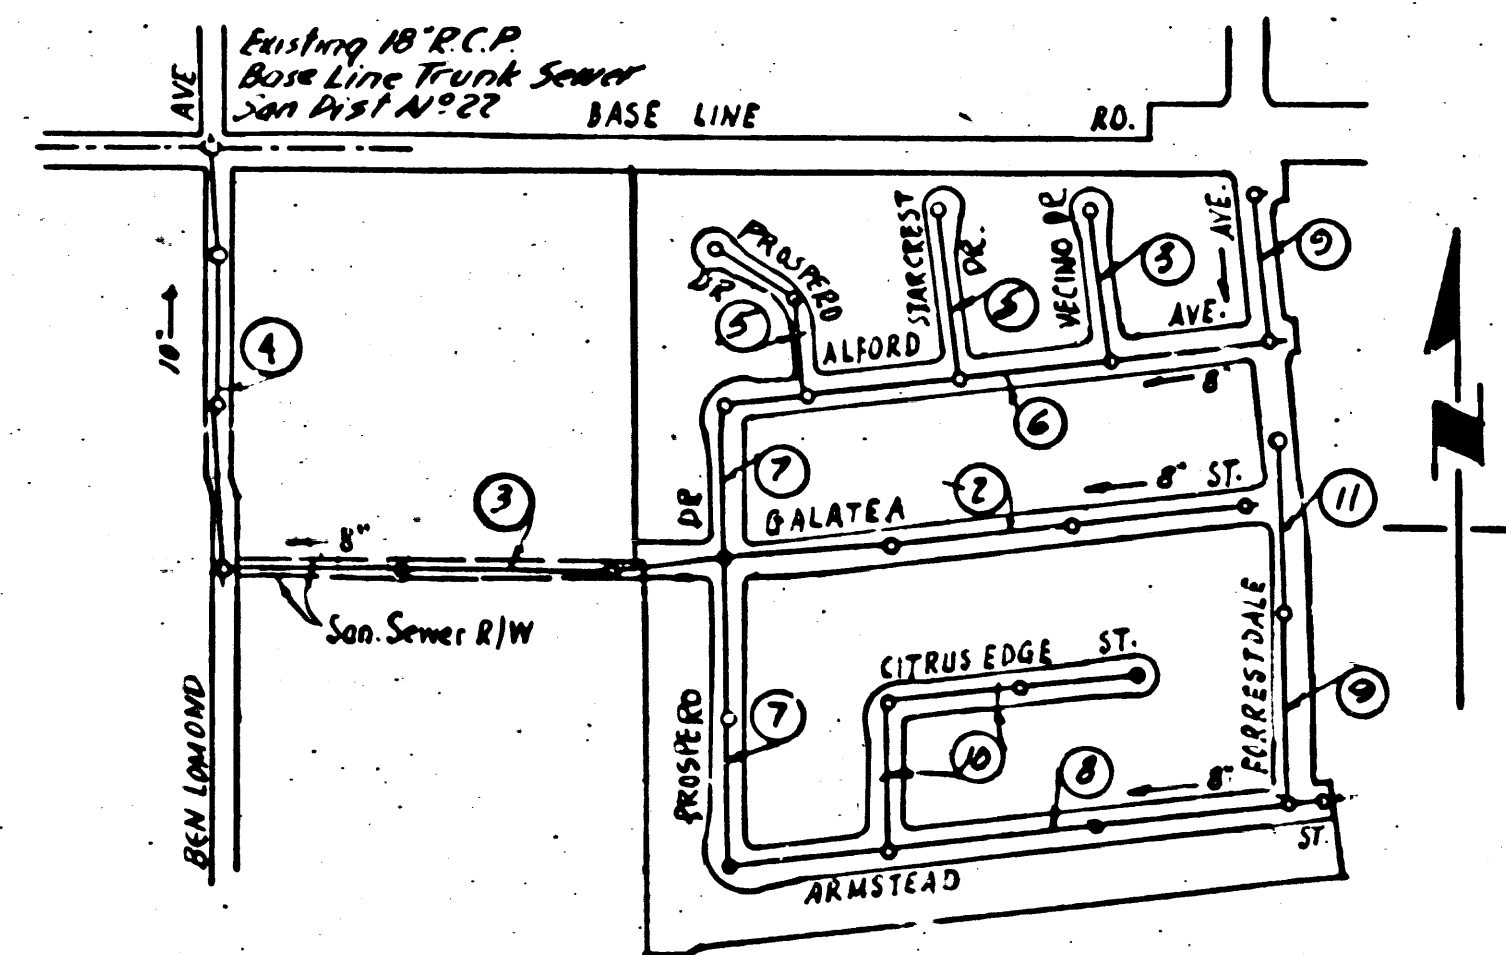 AVE
Existing 18" R.C.P.
Base Line Trunk Sewer
San Dist Nº 22
BASE LINE RD.
PROSPERO
DR
STARCREST
DR.
VECINO DR.
AVE.
9
3
5
5
ALFORD AVE.
10"
4
8"
6
7
2
8" ST.
GALATEA
DR
3
8"
11
San. Sewer R/W
FORRESTDALE
CITRUS EDGE ST.
9
BEN LOMOND
PROSPERO
7
10
8
8"
ARMSTEAD
ST.
N